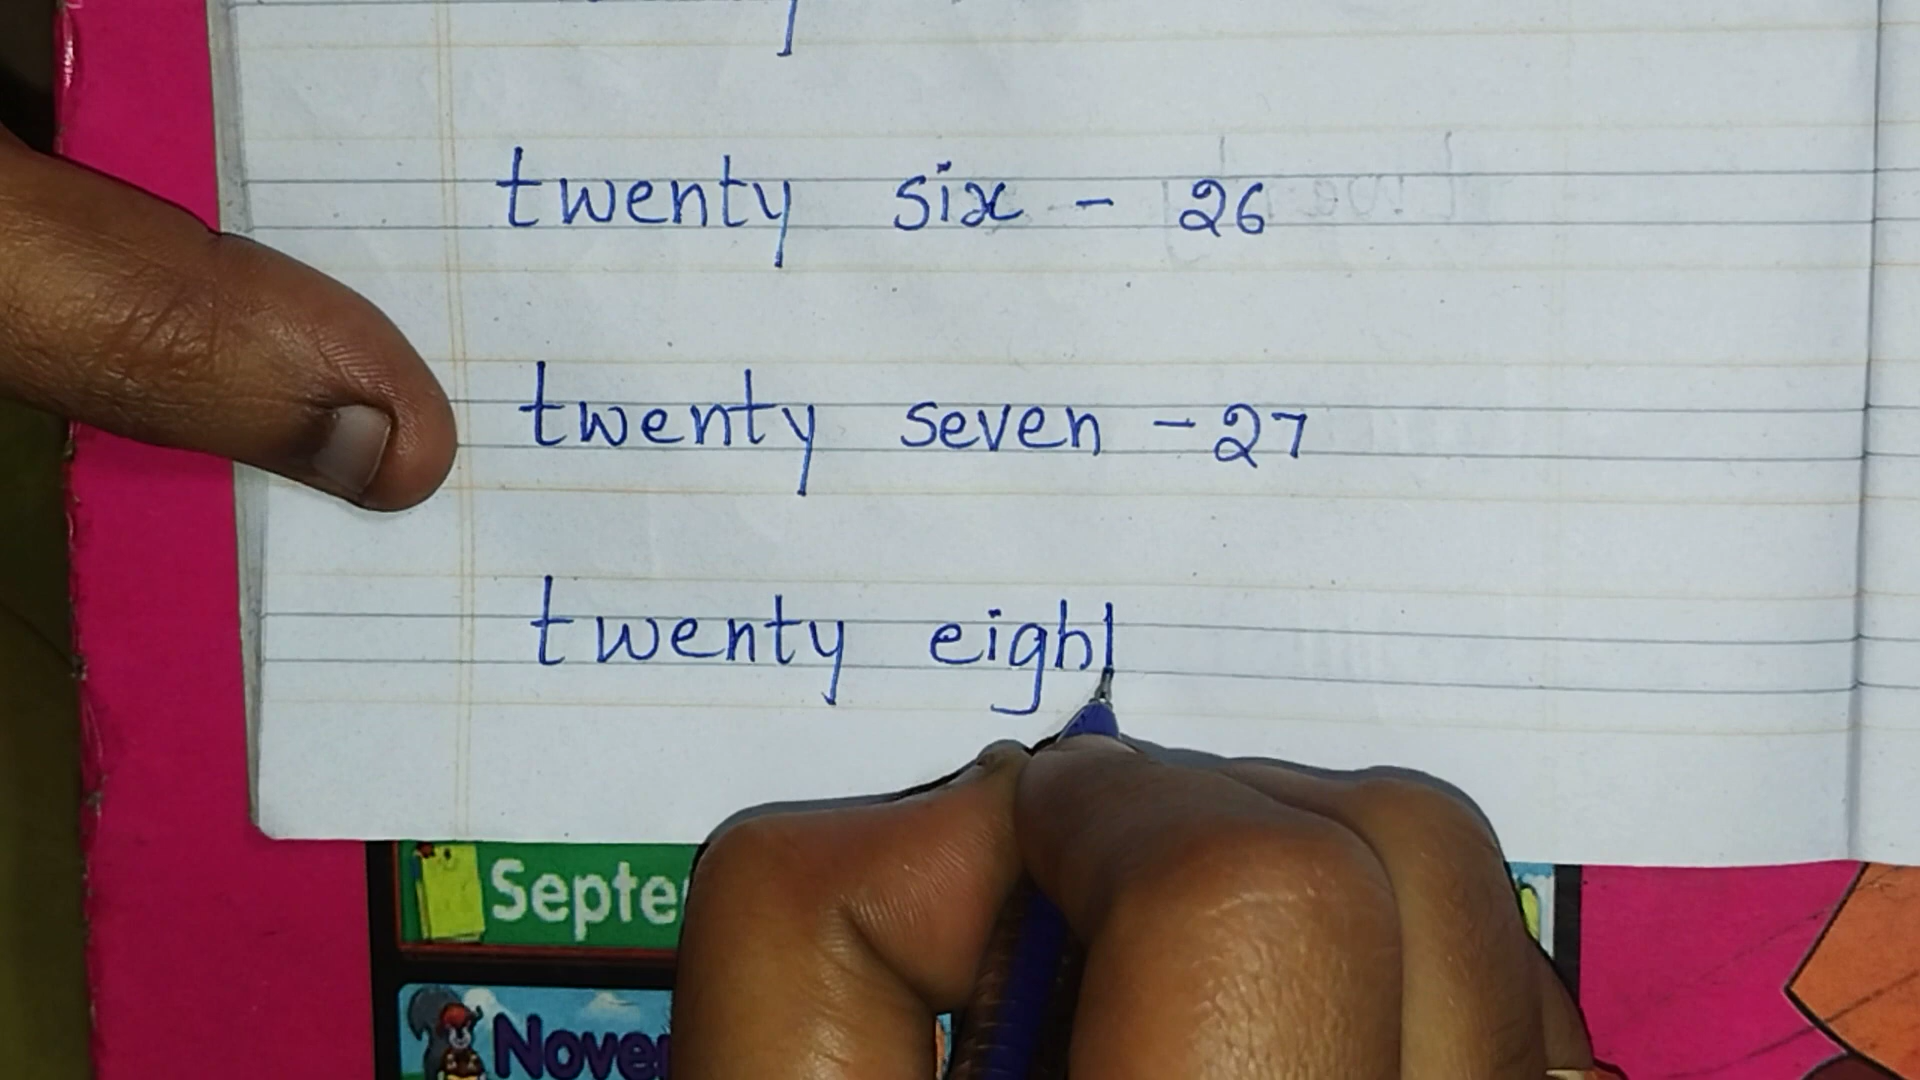 twenty six - 26
twenty seven - 27
twenty eigh
Septe
Nove